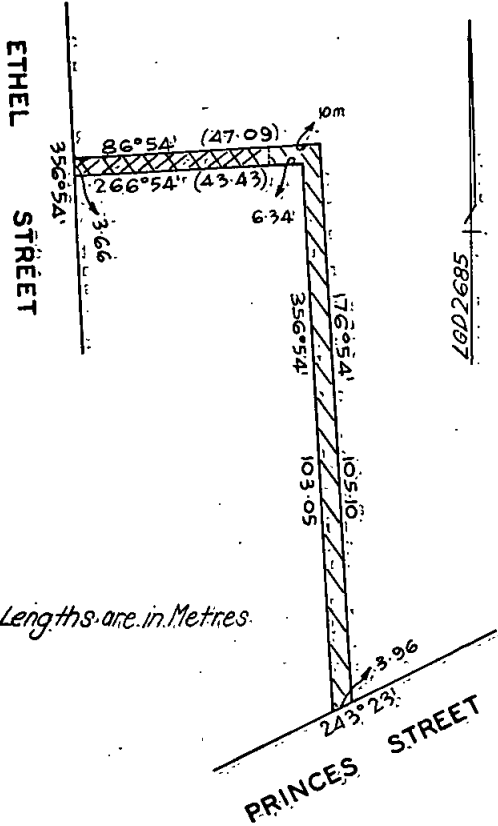 ETHEL STREET
356°54'
86°54' (47.09)
10m
266°54' (43.43)
3.66
6.34
LGD2685
176°54'
356°54'
105.10
103.05
Lengths are in Metres
3.96
243°23'
PRINCES STREET